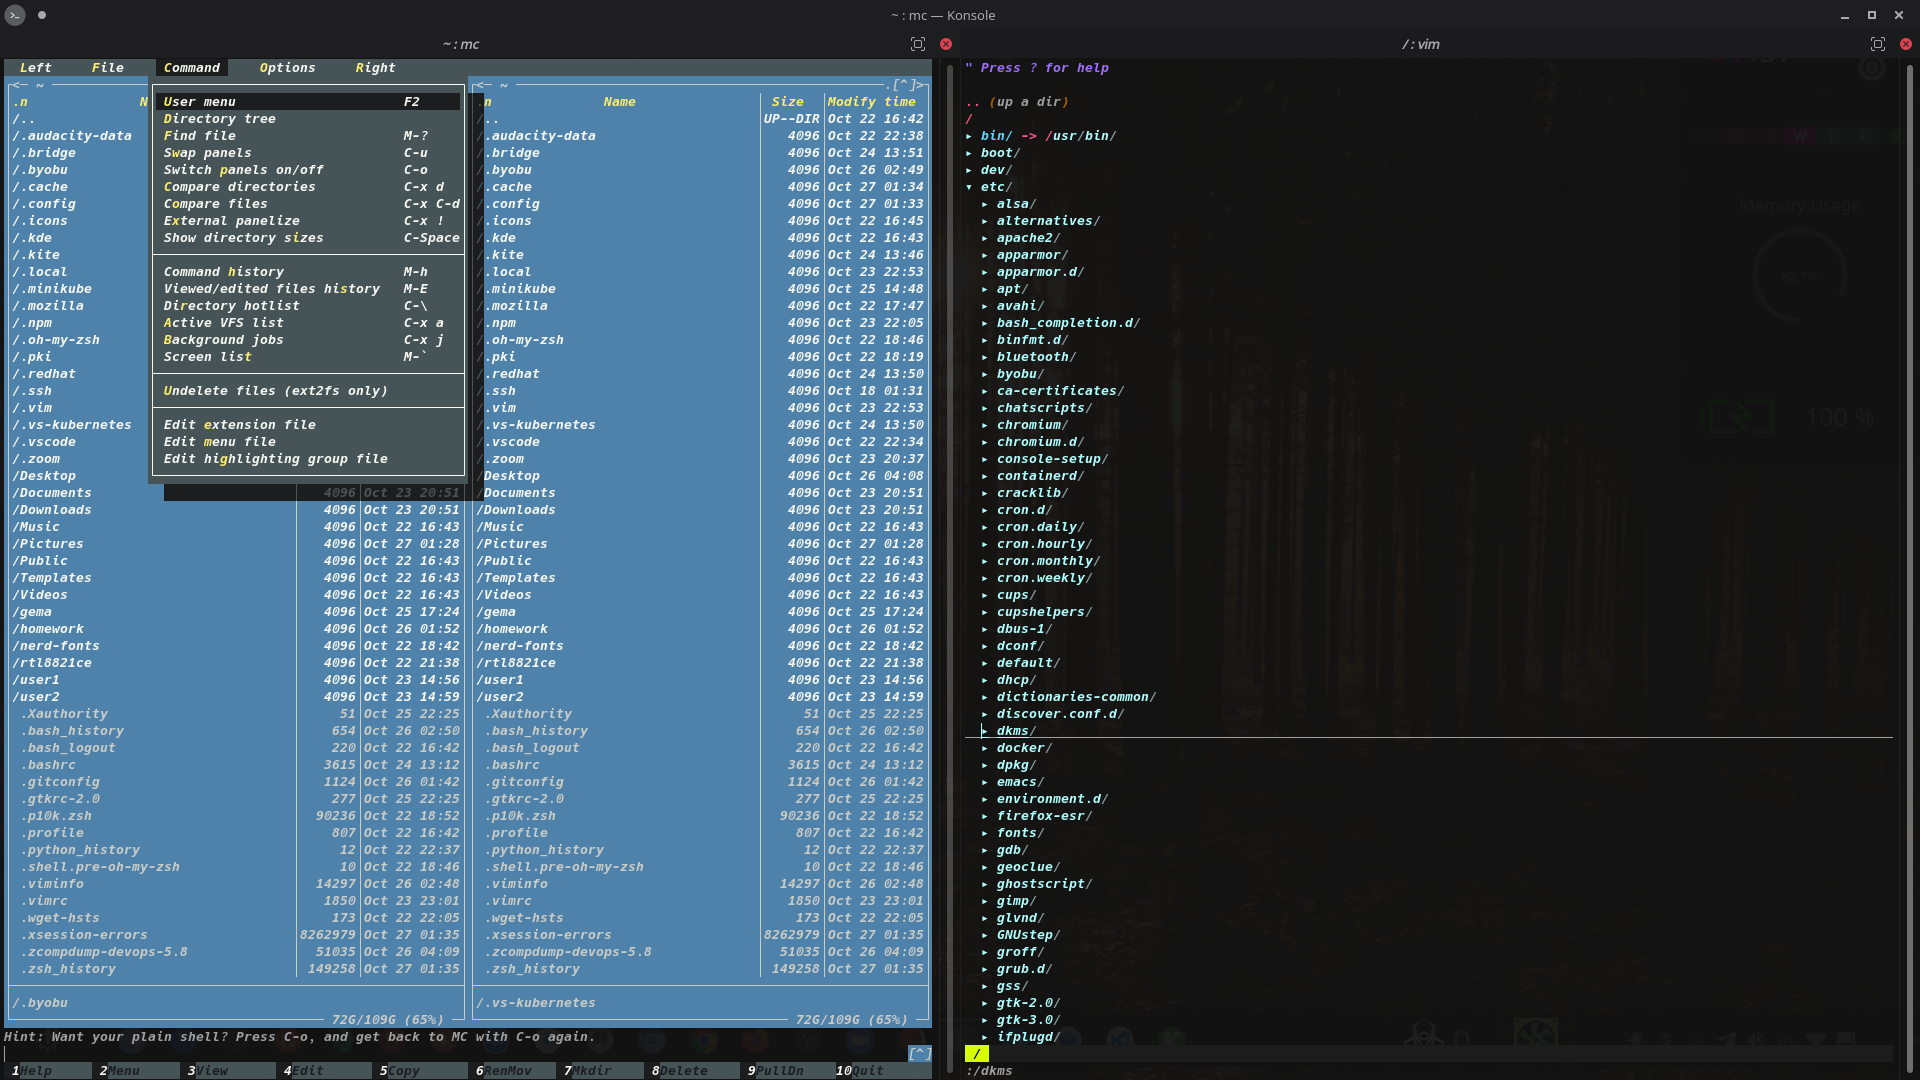 ~ : mc — Konsole
~ : mc
Left File Command Options Right
<─ ~
.n N
/..
/.audacity-data
/.bridge
/.byobu
/.cache
/.config
/.icons
/.kde
/.kite
/.local
/.minikube
/.mozilla
/.npm
/.oh-my-zsh
/.pki
/.redhat
/.ssh
/.vim
/.vs-kubernetes
/.vscode
/.zoom
/Desktop
/Documents 4096 Oct 23 20:51
/Downloads 4096 Oct 23 20:51
/Music 4096 Oct 22 16:43
/Pictures 4096 Oct 27 01:28
/Public 4096 Oct 22 16:43
/Templates 4096 Oct 22 16:43
/Videos 4096 Oct 22 16:43
/gema 4096 Oct 25 17:24
/homework 4096 Oct 26 01:52
/nerd-fonts 4096 Oct 22 18:42
/rtl8821ce 4096 Oct 22 21:38
/user1 4096 Oct 23 14:56
/user2 4096 Oct 23 14:59
.Xauthority 51 Oct 25 22:25
.bash_history 654 Oct 26 02:50
.bash_logout 220 Oct 22 16:42
.bashrc 3615 Oct 24 13:12
.gitconfig 1124 Oct 26 01:42
.gtkrc-2.0 277 Oct 25 22:25
.p10k.zsh 90236 Oct 22 18:52
.profile 807 Oct 22 16:42
.python_history 12 Oct 22 22:37
.shell.pre-oh-my-zsh 10 Oct 22 18:46
.viminfo 14297 Oct 26 02:48
.vimrc 1850 Oct 23 23:01
.wget-hsts 173 Oct 22 22:05
.xsession-errors 8262979 Oct 27 01:35
.zcompdump-devops-5.8 51035 Oct 26 04:09
.zsh_history 149258 Oct 27 01:35
/.byobu
72G/109G (65%)
User menu F2
Directory tree
Find file M-?
Swap panels C-u
Switch panels on/off C-o
Compare directories C-x d
Compare files C-x C-d
External panelize C-x !
Show directory sizes C-Space
Command history M-h
Viewed/edited files history M-E
Directory hotlist C-\
Active VFS list C-x a
Background jobs C-x j
Screen list M-`
Undelete files (ext2fs only)
Edit extension file
Edit menu file
Edit highlighting group file
<─ ~ .[^]>
.n Name Size Modify time
/.. UP--DIR Oct 22 16:42
/.audacity-data 4096 Oct 22 22:38
/.bridge 4096 Oct 24 13:51
/.byobu 4096 Oct 26 02:49
/.cache 4096 Oct 27 01:34
/.config 4096 Oct 27 01:33
/.icons 4096 Oct 22 16:45
/.kde 4096 Oct 22 16:43
/.kite 4096 Oct 24 13:46
/.local 4096 Oct 23 22:53
/.minikube 4096 Oct 25 14:48
/.mozilla 4096 Oct 22 17:47
/.npm 4096 Oct 23 22:05
/.oh-my-zsh 4096 Oct 22 18:46
/.pki 4096 Oct 22 18:19
/.redhat 4096 Oct 24 13:50
/.ssh 4096 Oct 18 01:31
/.vim 4096 Oct 23 22:53
/.vs-kubernetes 4096 Oct 24 13:50
/.vscode 4096 Oct 22 22:34
/.zoom 4096 Oct 23 20:37
/Desktop 4096 Oct 26 04:08
/Documents 4096 Oct 23 20:51
/Downloads 4096 Oct 23 20:51
/Music 4096 Oct 22 16:43
/Pictures 4096 Oct 27 01:28
/Public 4096 Oct 22 16:43
/Templates 4096 Oct 22 16:43
/Videos 4096 Oct 22 16:43
/gema 4096 Oct 25 17:24
/homework 4096 Oct 26 01:52
/nerd-fonts 4096 Oct 22 18:42
/rtl8821ce 4096 Oct 22 21:38
/user1 4096 Oct 23 14:56
/user2 4096 Oct 23 14:59
.Xauthority 51 Oct 25 22:25
.bash_history 654 Oct 26 02:50
.bash_logout 220 Oct 22 16:42
.bashrc 3615 Oct 24 13:12
.gitconfig 1124 Oct 26 01:42
.gtkrc-2.0 277 Oct 25 22:25
.p10k.zsh 90236 Oct 22 18:52
.profile 807 Oct 22 16:42
.python_history 12 Oct 22 22:37
.shell.pre-oh-my-zsh 10 Oct 22 18:46
.viminfo 14297 Oct 26 02:48
.vimrc 1850 Oct 23 23:01
.wget-hsts 173 Oct 22 22:05
.xsession-errors 8262979 Oct 27 01:35
.zcompdump-devops-5.8 51035 Oct 26 04:09
.zsh_history 149258 Oct 27 01:35
/.vs-kubernetes
72G/109G (65%)
Hint: Want your plain shell? Press C-o, and get back to MC with C-o again.
[^]
1Help 2Menu 3View 4Edit 5Copy 6RenMov 7Mkdir 8Delete 9PullDn 10Quit
/ : vim
" Press ? for help
.. (up a dir)
/
▸ bin/ -> /usr/bin/
▸ boot/
▸ dev/
▾ etc/
▸ alsa/
▸ alternatives/
▸ apache2/
▸ apparmor/
▸ apparmor.d/
▸ apt/
▸ avahi/
▸ bash_completion.d/
▸ binfmt.d/
▸ bluetooth/
▸ byobu/
▸ ca-certificates/
▸ chatscripts/
▸ chromium/
▸ chromium.d/
▸ console-setup/
▸ containerd/
▸ cracklib/
▸ cron.d/
▸ cron.daily/
▸ cron.hourly/
▸ cron.monthly/
▸ cron.weekly/
▸ cups/
▸ cupshelpers/
▸ dbus-1/
▸ dconf/
▸ default/
▸ dhcp/
▸ dictionaries-common/
▸ discover.conf.d/
▸ dkms/
▸ docker/
▸ dpkg/
▸ emacs/
▸ environment.d/
▸ firefox-esr/
▸ fonts/
▸ gdb/
▸ geoclue/
▸ ghostscript/
▸ gimp/
▸ glvnd/
▸ GNUstep/
▸ groff/
▸ grub.d/
▸ gss/
▸ gtk-2.0/
▸ gtk-3.0/
▸ ifplugd/
/
:/dkms
Memory Usage
100 %